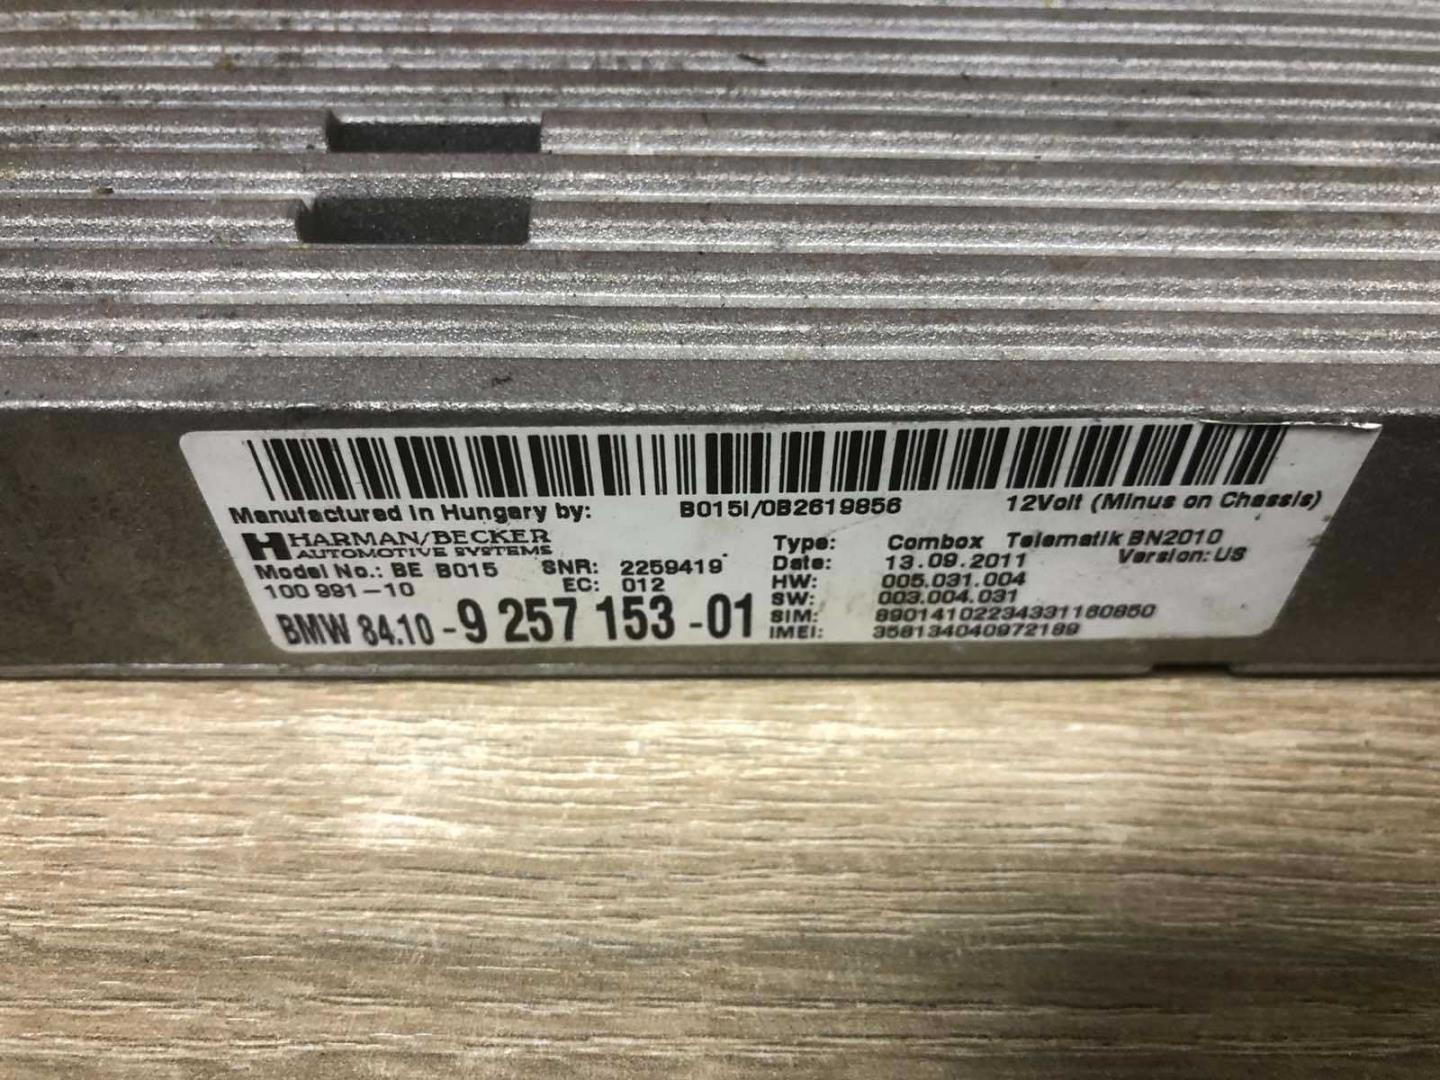 Manufactured in Hungary by: B015I/0B2619856 12Volt (Minus on Chassis)
HARMAN/BECKER
AUTOMOTIVE SYSTEMS
Type: Combox Telematik BN2010
Model No.: BE B015 SNR: 2259419 Date: 13.09.2011 Version: US
100 991-10 EC: 012 HW: 005.031.004
SW: 003.004.031
BMW 84.10 - 9 257 153 - 01 SIM: 89014102234331160850
IMEI: 358134040972189